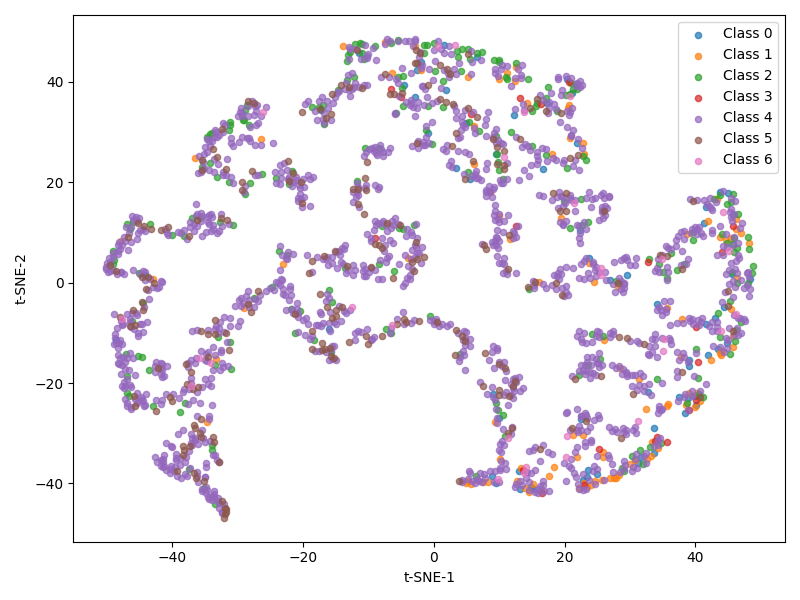 Class 0
Class 1
Class 2
Class 3
Class 4
Class 5
Class 6
40
20
0
−20
−40
−40
−20
0
20
40
t-SNE-1
t-SNE-2